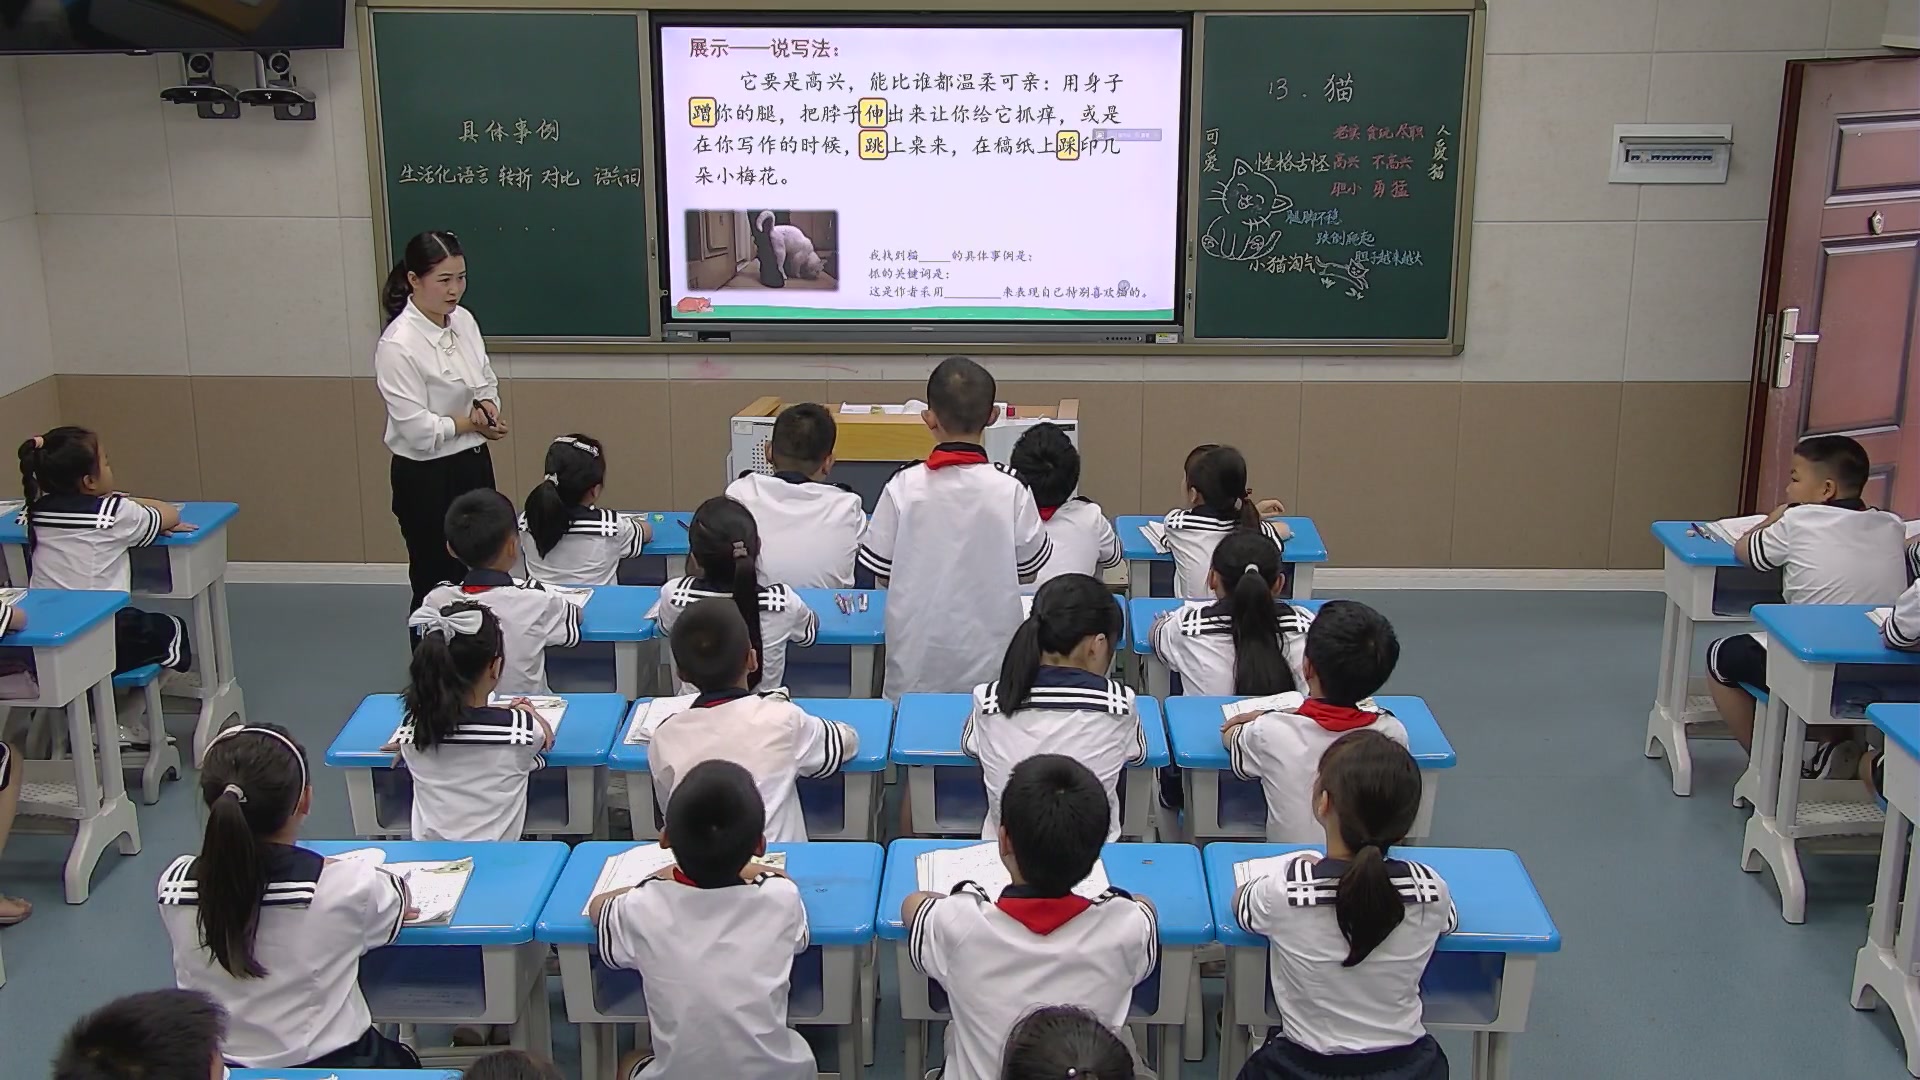 具体事例
生活化语言 转折 对比 语气词
展示——说写法：
它要是高兴，能比谁都温柔可亲：用身子
蹭你的腿，把脖子伸出来让你给它抓痒，或是
在你写作的时候，跳上桌来，在稿纸上踩印几
朵小梅花。
我找到猫_____的具体事例是：
抓的关键词是：
这是作者采用_________来表现自己特别喜欢猫的。
13．猫
可爱
性格古怪
老实 贪玩 尽职
高兴 不高兴
胆小 勇猛
人爱猫
腿脚不稳
跌倒爬起
胆子越来越大
小猫淘气